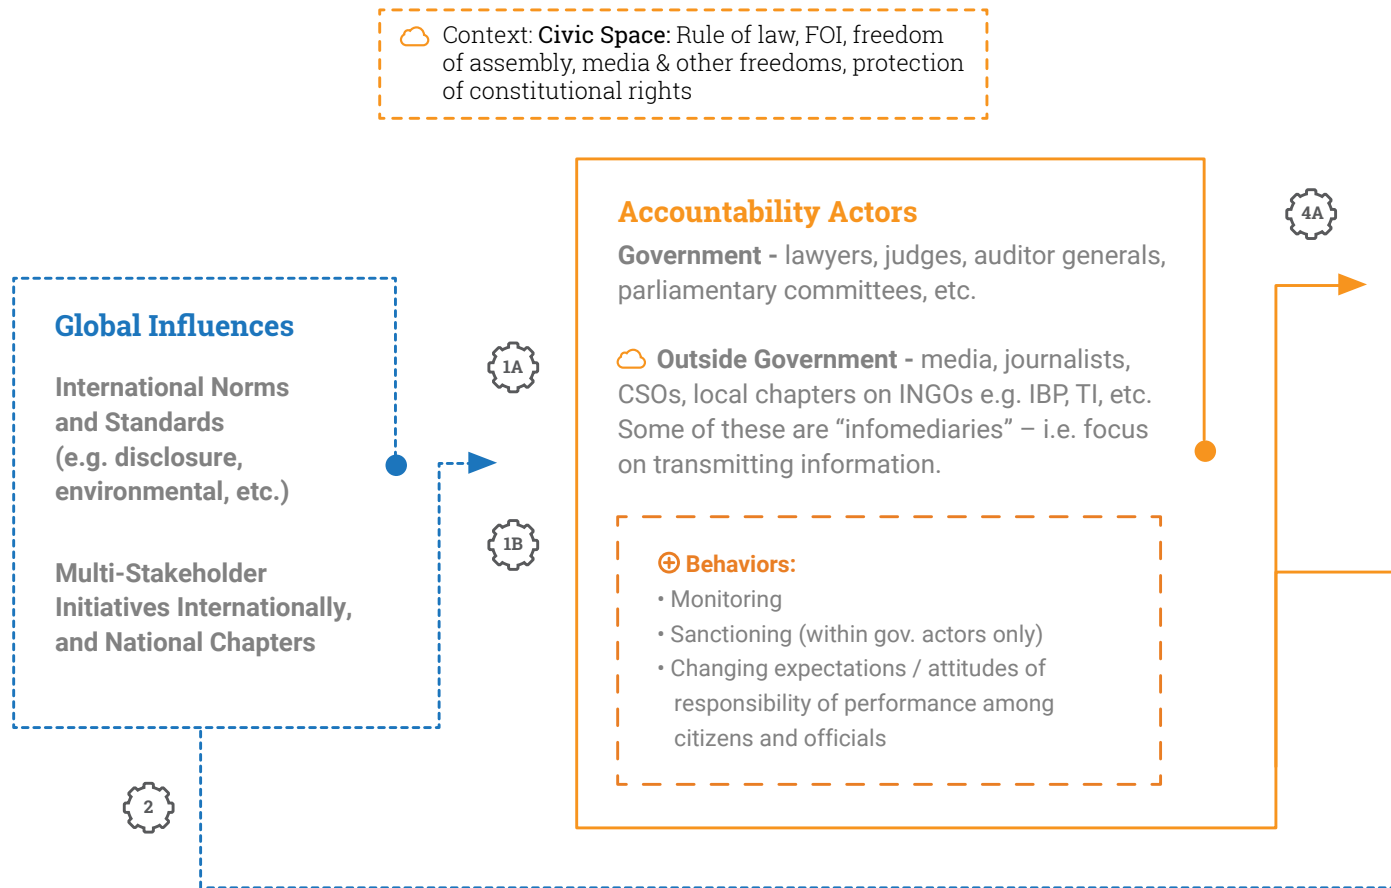 Context: Civic Space: Rule of law, FOI, freedom
of assembly, media & other freedoms, protection
of constitutional rights
Global Influences
International Norms
and Standards
(e.g. disclosure,
environmental, etc.)
Multi-Stakeholder
Initiatives Internationally,
and National Chapters
2
1A
1B
Accountability Actors
Government - lawyers, judges, auditor generals,
parliamentary committees, etc.
Outside Government - media, journalists,
CSOs, local chapters on INGOs e.g. IBP, TI, etc.
Some of these are “infomediaries” – i.e. focus
on transmitting information.
Behaviors:
• Monitoring
• Sanctioning (within gov. actors only)
• Changing expectations / attitudes of
responsibility of performance among
citizens and officials
4A